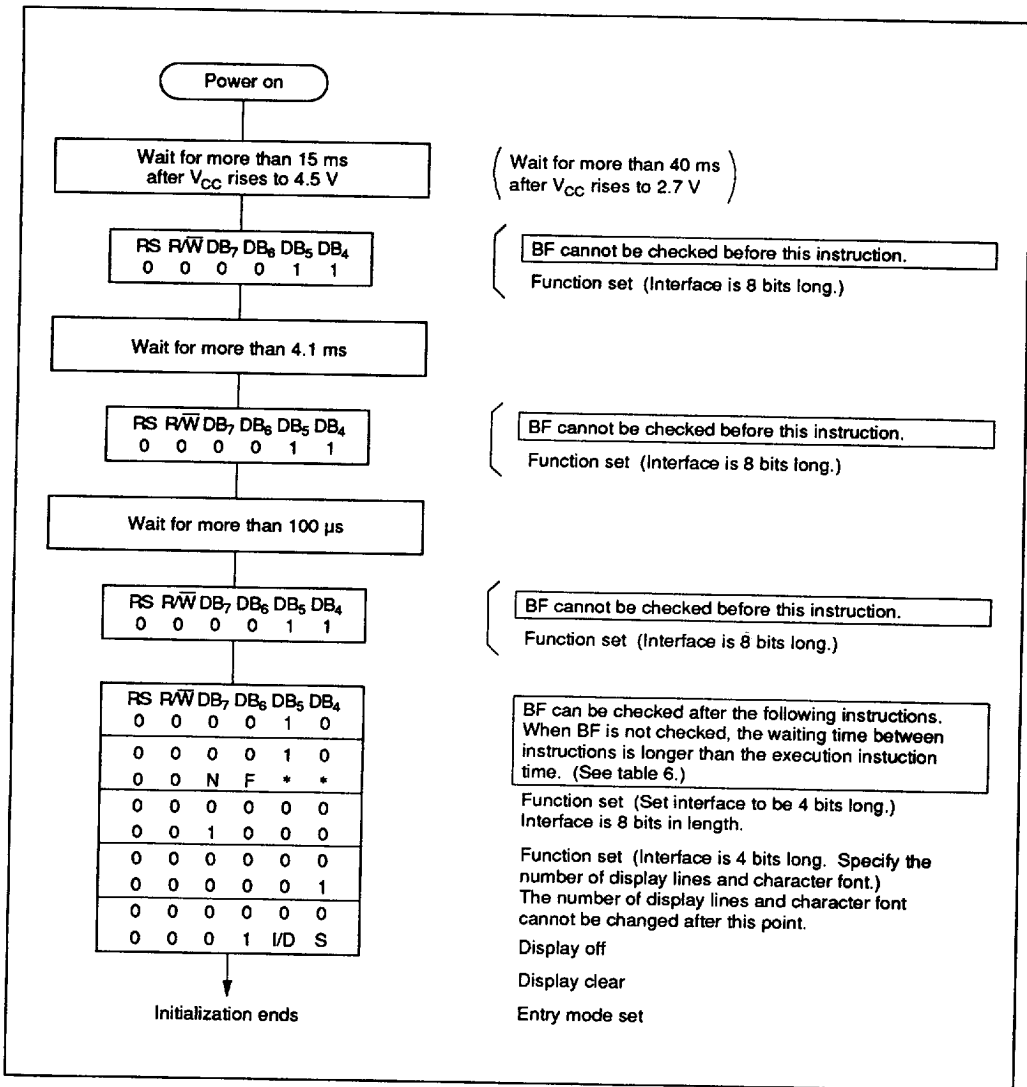 Power on
Wait for more than 15 ms
after VCC rises to 4.5 V
Wait for more than 40 ms
after VCC rises to 2.7 V
RS R/W DB7 DB6 DB5 DB4
0 0 0 0 1 1
BF cannot be checked before this instruction.
Function set (Interface is 8 bits long.)
Wait for more than 4.1 ms
RS R/W DB7 DB6 DB5 DB4
0 0 0 0 1 1
BF cannot be checked before this instruction.
Function set (Interface is 8 bits long.)
Wait for more than 100 µs
RS R/W DB7 DB6 DB5 DB4
0 0 0 0 1 1
BF cannot be checked before this instruction.
Function set (Interface is 8 bits long.)
RS R/W DB7 DB6 DB5 DB4
0 0 0 0 1 0
0 0 0 0 1 0
0 0 N F * *
0 0 0 0 0 0
0 0 1 0 0 0
0 0 0 0 0 0
0 0 0 0 0 1
0 0 0 0 0 0
0 0 0 1 I/D S
BF can be checked after the following instructions.
When BF is not checked, the waiting time between
instructions is longer than the execution instuction
time. (See table 6.)
Function set (Set interface to be 4 bits long.)
Interface is 8 bits in length.
Function set (Interface is 4 bits long. Specify the
number of display lines and character font.)
The number of display lines and character font
cannot be changed after this point.
Display off
Display clear
Entry mode set
Initialization ends